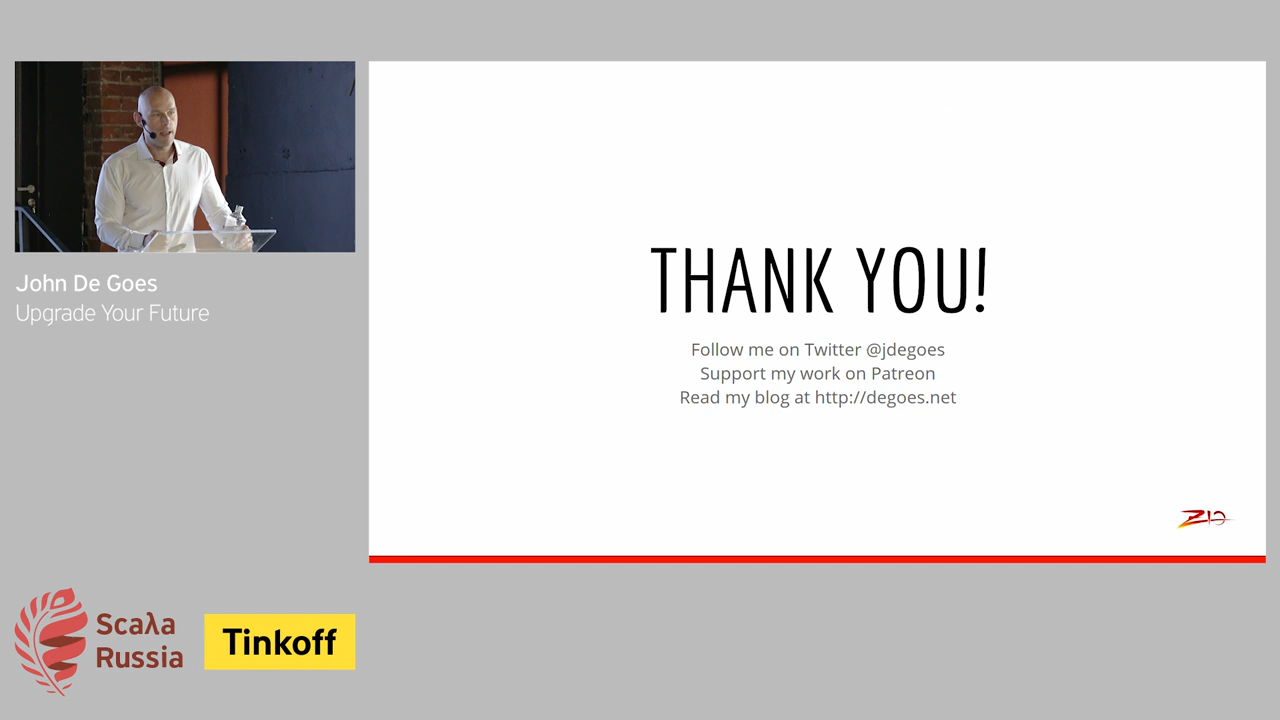 John De Goes
Upgrade Your Future
THANK YOU!
Follow me on Twitter @jdegoes
Support my work on Patreon
Read my blog at http://degoes.net
ZIO
Scaλa
Russia
Tinkoff